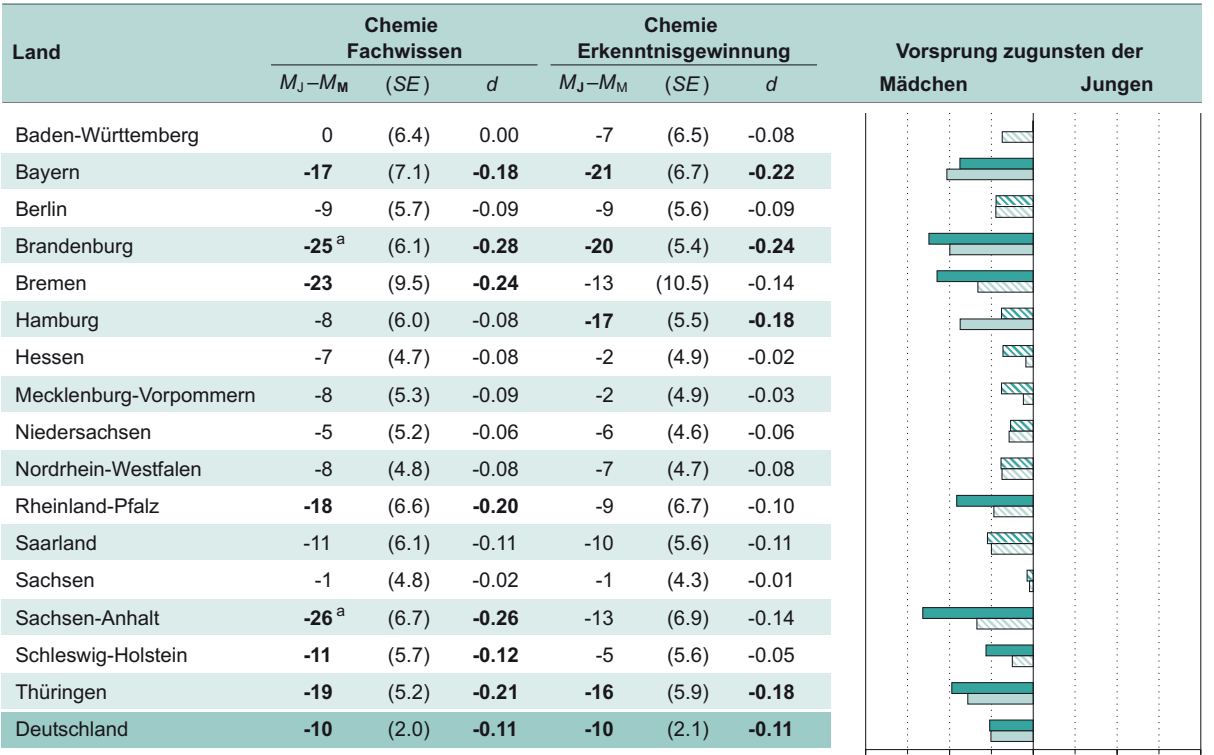 Land Chemie Fachwissen Chemie Erkenntnisgewinnung Vorsprung zugunsten der
M_J–M_M (SE) d M_J–M_M (SE) d Mädchen Jungen
Baden-Württemberg 0 (6.4) 0.00 -7 (6.5) -0.08
Bayern -17 (7.1) -0.18 -21 (6.7) -0.22
Berlin -9 (5.7) -0.09 -9 (5.6) -0.09
Brandenburg -25 a (6.1) -0.28 -20 (5.4) -0.24
Bremen -23 (9.5) -0.24 -13 (10.5) -0.14
Hamburg -8 (6.0) -0.08 -17 (5.5) -0.18
Hessen -7 (4.7) -0.08 -2 (4.9) -0.02
Mecklenburg-Vorpommern -8 (5.3) -0.09 -2 (4.9) -0.03
Niedersachsen -5 (5.2) -0.06 -6 (4.6) -0.06
Nordrhein-Westfalen -8 (4.8) -0.08 -7 (4.7) -0.08
Rheinland-Pfalz -18 (6.6) -0.20 -9 (6.7) -0.10
Saarland -11 (6.1) -0.11 -10 (5.6) -0.11
Sachsen -1 (4.8) -0.02 -1 (4.3) -0.01
Sachsen-Anhalt -26 a (6.7) -0.26 -13 (6.9) -0.14
Schleswig-Holstein -11 (5.7) -0.12 -5 (5.6) -0.05
Thüringen -19 (5.2) -0.21 -16 (5.9) -0.18
Deutschland -10 (2.0) -0.11 -10 (2.1) -0.11